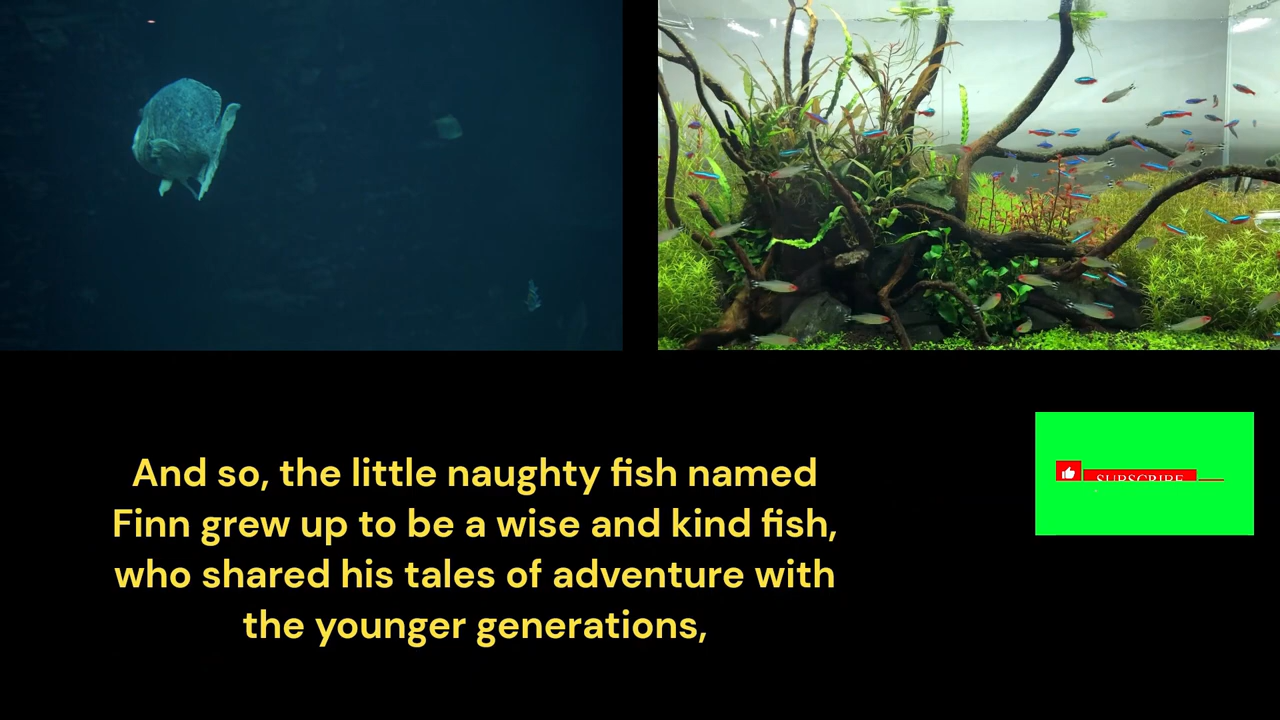 And so, the little naughty fish named
Finn grew up to be a wise and kind fish,
who shared his tales of adventure with
the younger generations,
SUBSCRIBE